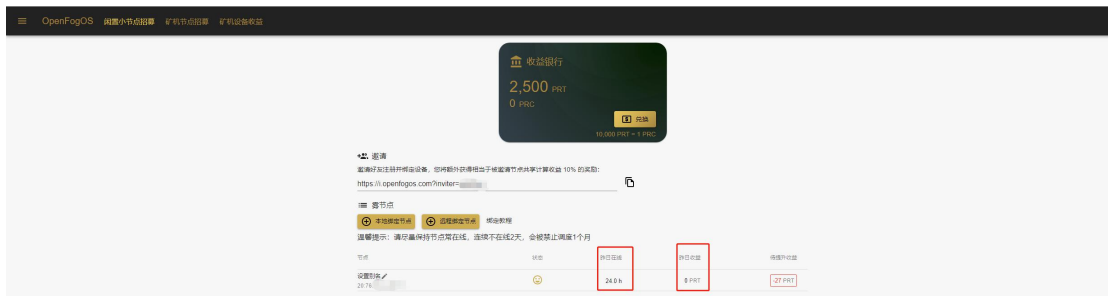 OpenFogOS 闲置小节点招募 矿机节点招募 矿机设备收益
收益银行
2,500 PRT
0 PRC
兑换
10,000 PRT = 1 PRC
邀请
邀请好友注册并绑定设备，您将额外获得相当于被邀请节点共享计算收益 10% 的奖励：
https://i.openfogos.com?inviter=
雾节点
本地绑定节点 远程绑定节点 绑定教程
温馨提示：请尽量保持节点常在线，连续不在线2天，会被禁止调度1个月
节点 状态 昨日在线 昨日收益 待提升收益
设置别名 24.0 h 0 PRT -27 PRT
20:76: